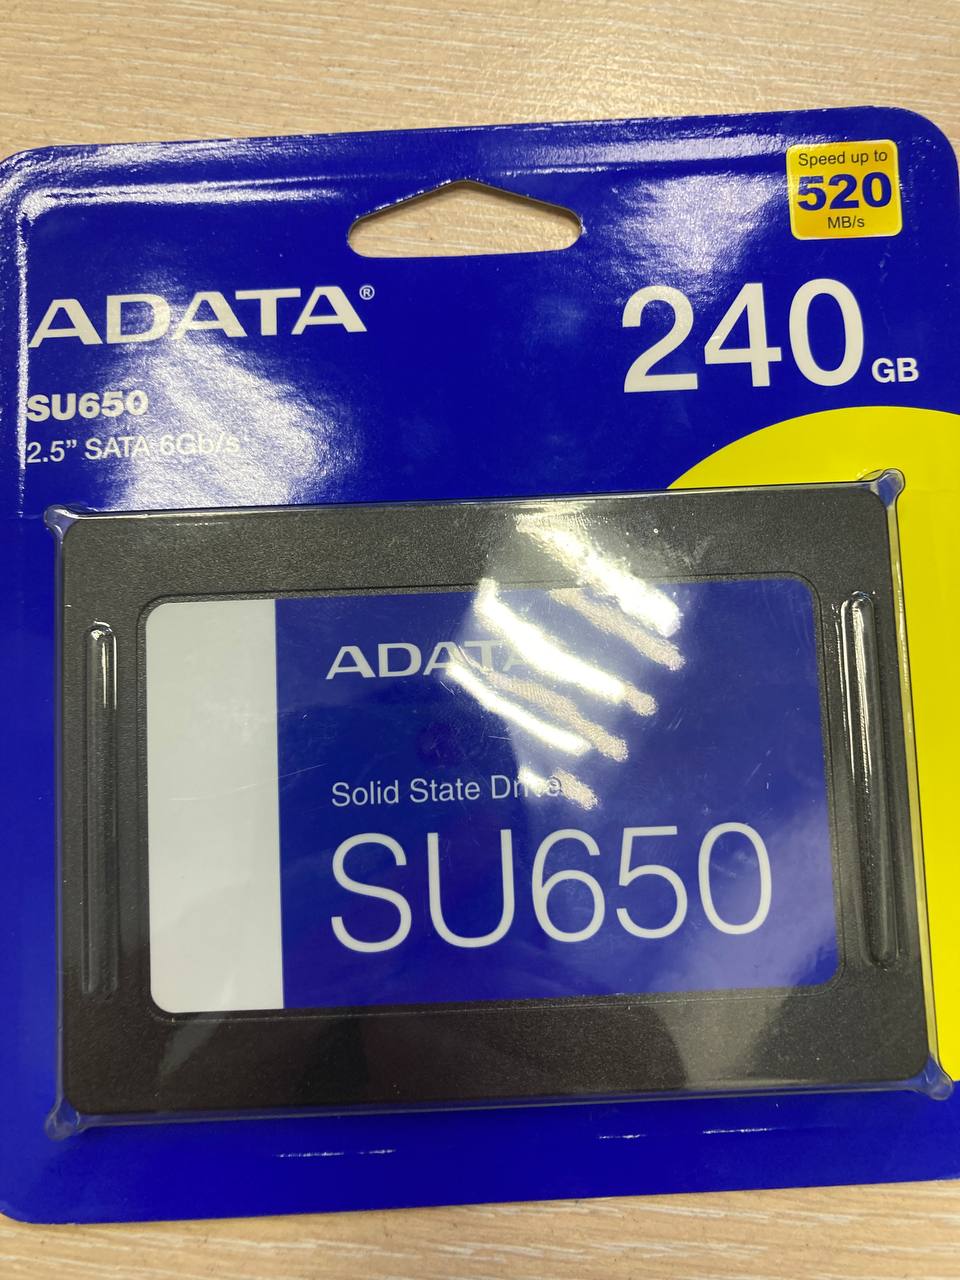 Speed up to
520
MB/s
ADATA®
240 GB
SU650
2.5” SATA 6Gb/s
ADATA
Solid State Drive
SU650